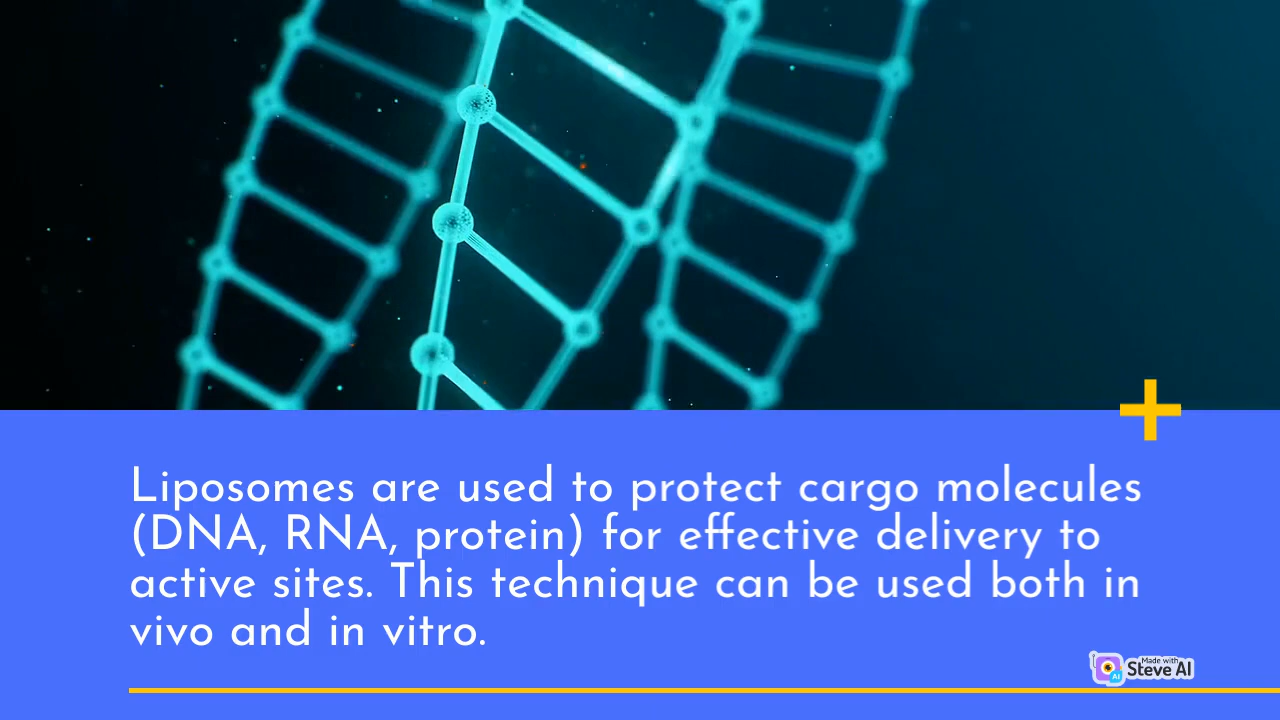 Liposomes are used to protect cargo molecules
(DNA, RNA, protein) for effective delivery to
active sites. This technique can be used both in
vivo and in vitro.
Made with
Steve AI
AI